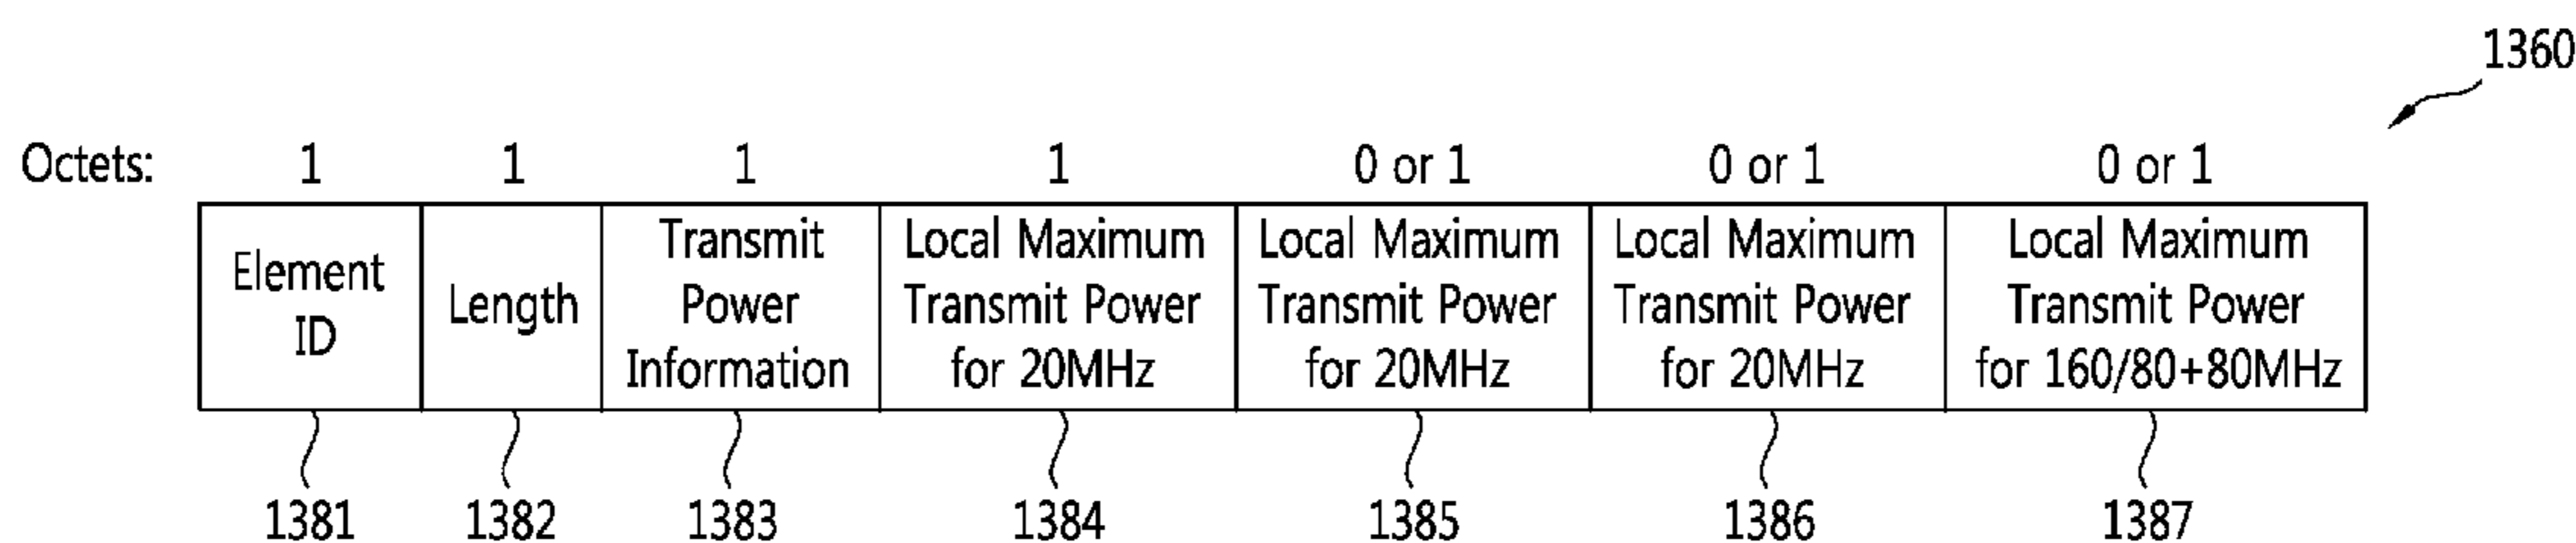 1360
Octets: 1 1 1 1 0 or 1 0 or 1 0 or 1
Element
ID
Length
Transmit
Power
Information
Local Maximum
Transmit Power
for 20MHz
Local Maximum
Transmit Power
for 20MHz
Local Maximum
Transmit Power
for 20MHz
Local Maximum
Transmit Power
for 160/80+80MHz
1381 1382 1383 1384 1385 1386 1387